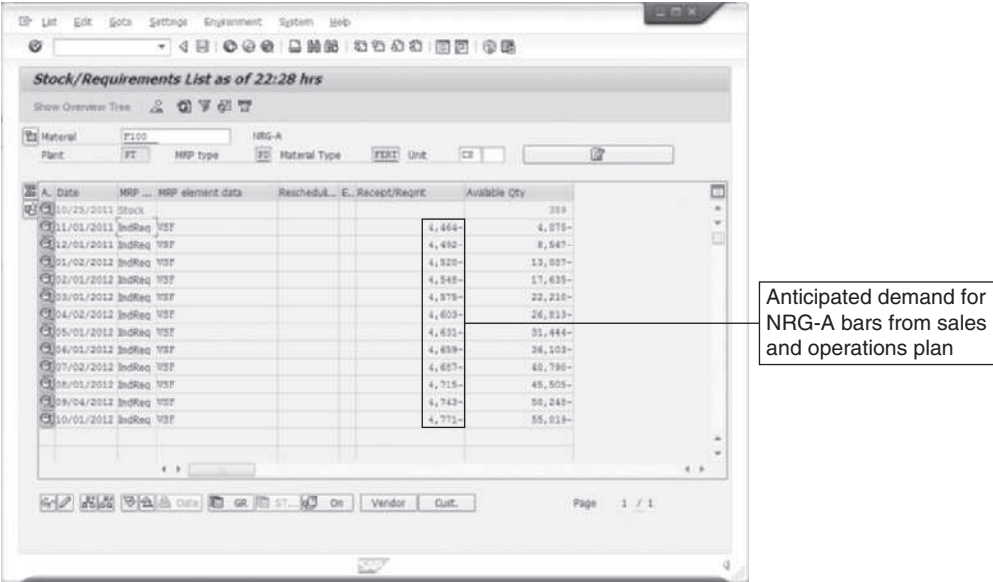 List Edit Goto Settings Environment System Help
Stock/Requirements List as of 22:28 hrs
Show Overview Tree
Material F100 NRG-A
Plant MRP type PD Material Type FERT Unit CS
A.. Date MRP ... MRP element data Reschedul... E.. Receipt/Reqmt Available Qty
10/25/2011 Stock 389
11/01/2011 IndReq VSF 4,464- 4,075-
12/01/2011 IndReq VSF 4,492- 8,567-
01/02/2012 IndReq VSF 4,520- 13,087-
02/01/2012 IndReq VSF 4,548- 17,635-
03/01/2012 IndReq VSF 4,575- 22,210-
04/02/2012 IndReq VSF 4,603- 26,813-
05/01/2012 IndReq VSF 4,631- 31,444-
06/01/2012 IndReq VSF 4,659- 36,103-
07/02/2012 IndReq VSF 4,687- 40,790-
08/01/2012 IndReq VSF 4,715- 45,505-
09/04/2012 IndReq VSF 4,743- 50,248-
10/01/2012 IndReq VSF 4,771- 55,019-
Date GR ST... On Vendor Cust. Page 1 / 1
SAP
Anticipated demand for
NRG-A bars from sales
and operations plan